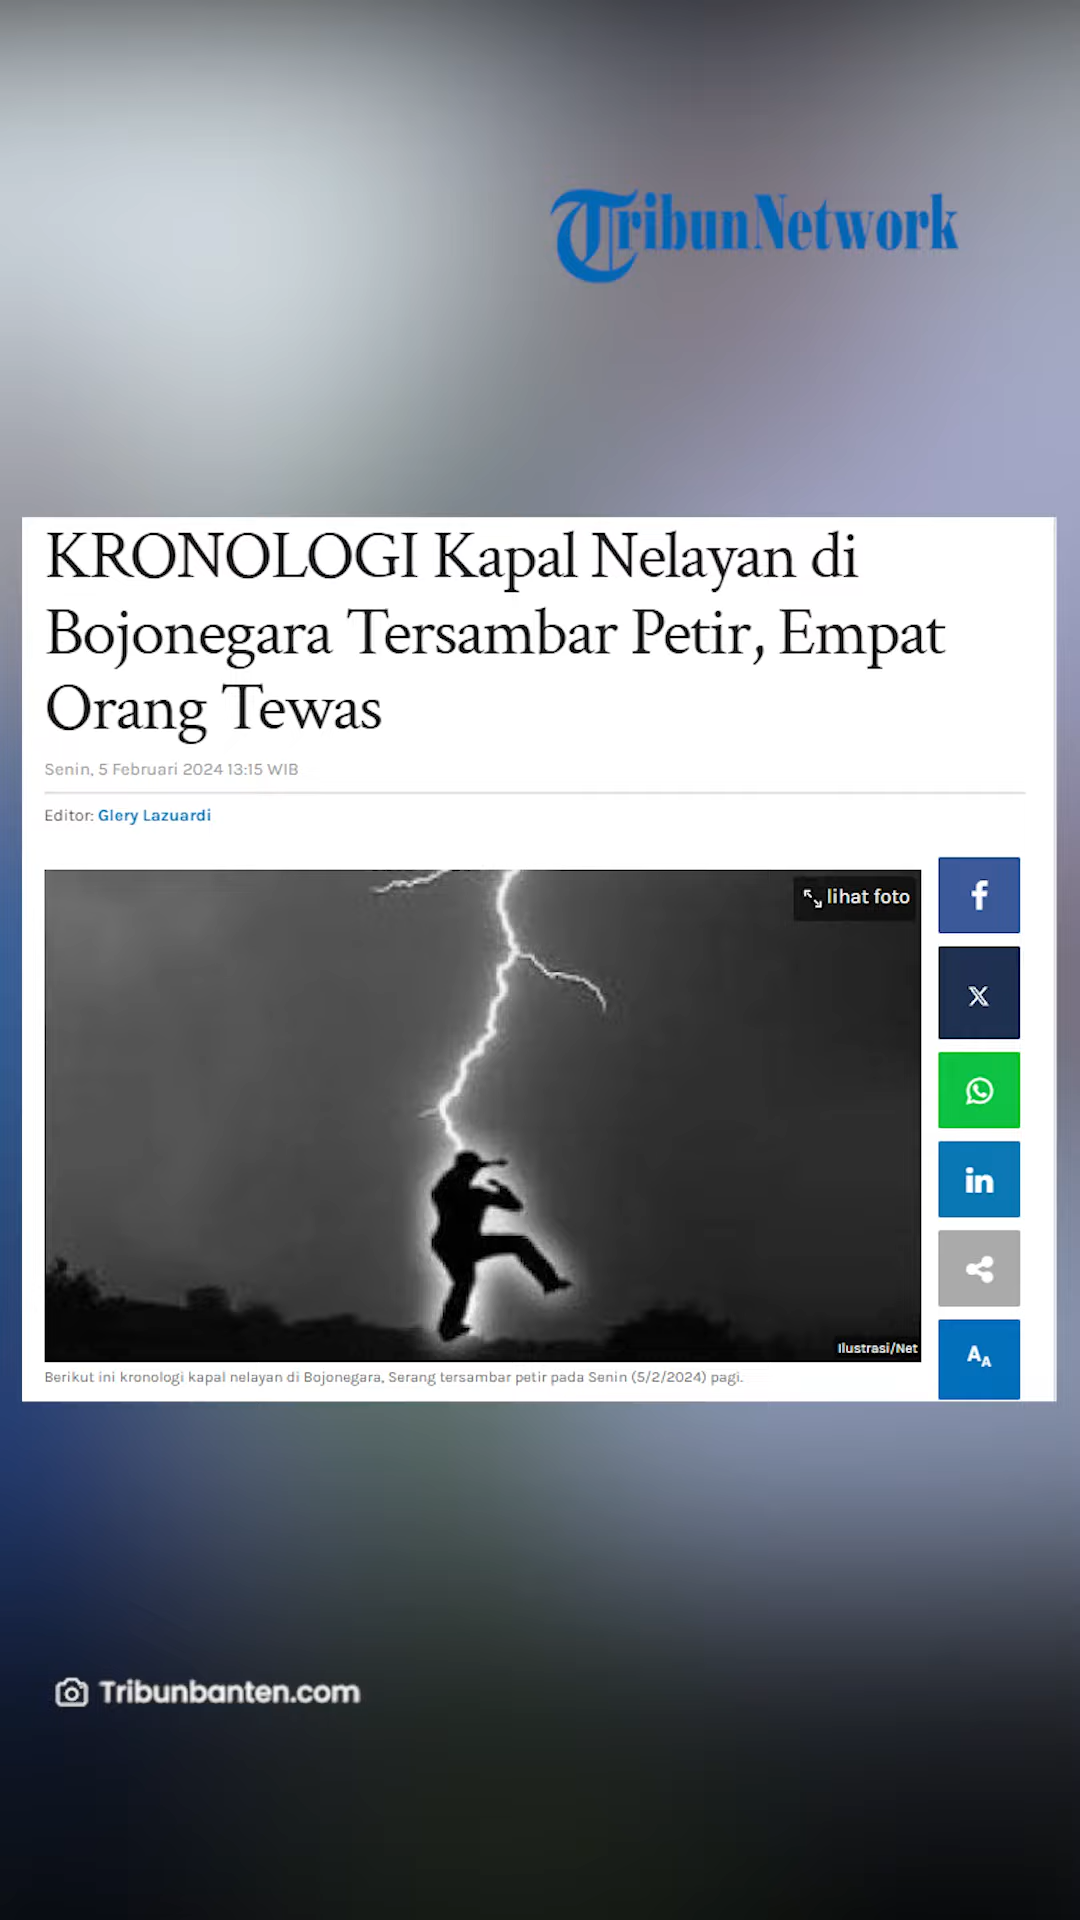 TribunNetwork
KRONOLOGI Kapal Nelayan di
Bojonegara Tersambar Petir, Empat
Orang Tewas
Senin, 5 Februari 2024 13:15 WIB
Editor: Glery Lazuardi
lihat foto
f
X
in
AA
Ilustrasi/Net
Berikut ini kronologi kapal nelayan di Bojonegara, Serang tersambar petir pada Senin (5/2/2024) pagi.
Tribunbanten.com